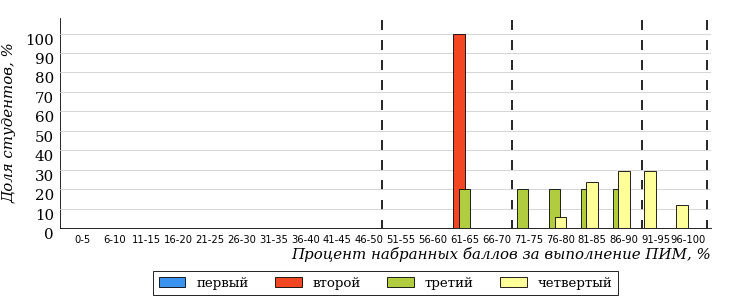 Доля студентов, %
100
90
80
70
60
50
40
30
20
10
0
0-5 6-10 11-15 16-20 21-25 26-30 31-35 36-40 41-45 46-50 51-55 56-60 61-65 66-70 71-75 76-80 81-85 86-90 91-95 96-100
Процент набранных баллов за выполнение ПИМ, %
первый второй третий четвертый